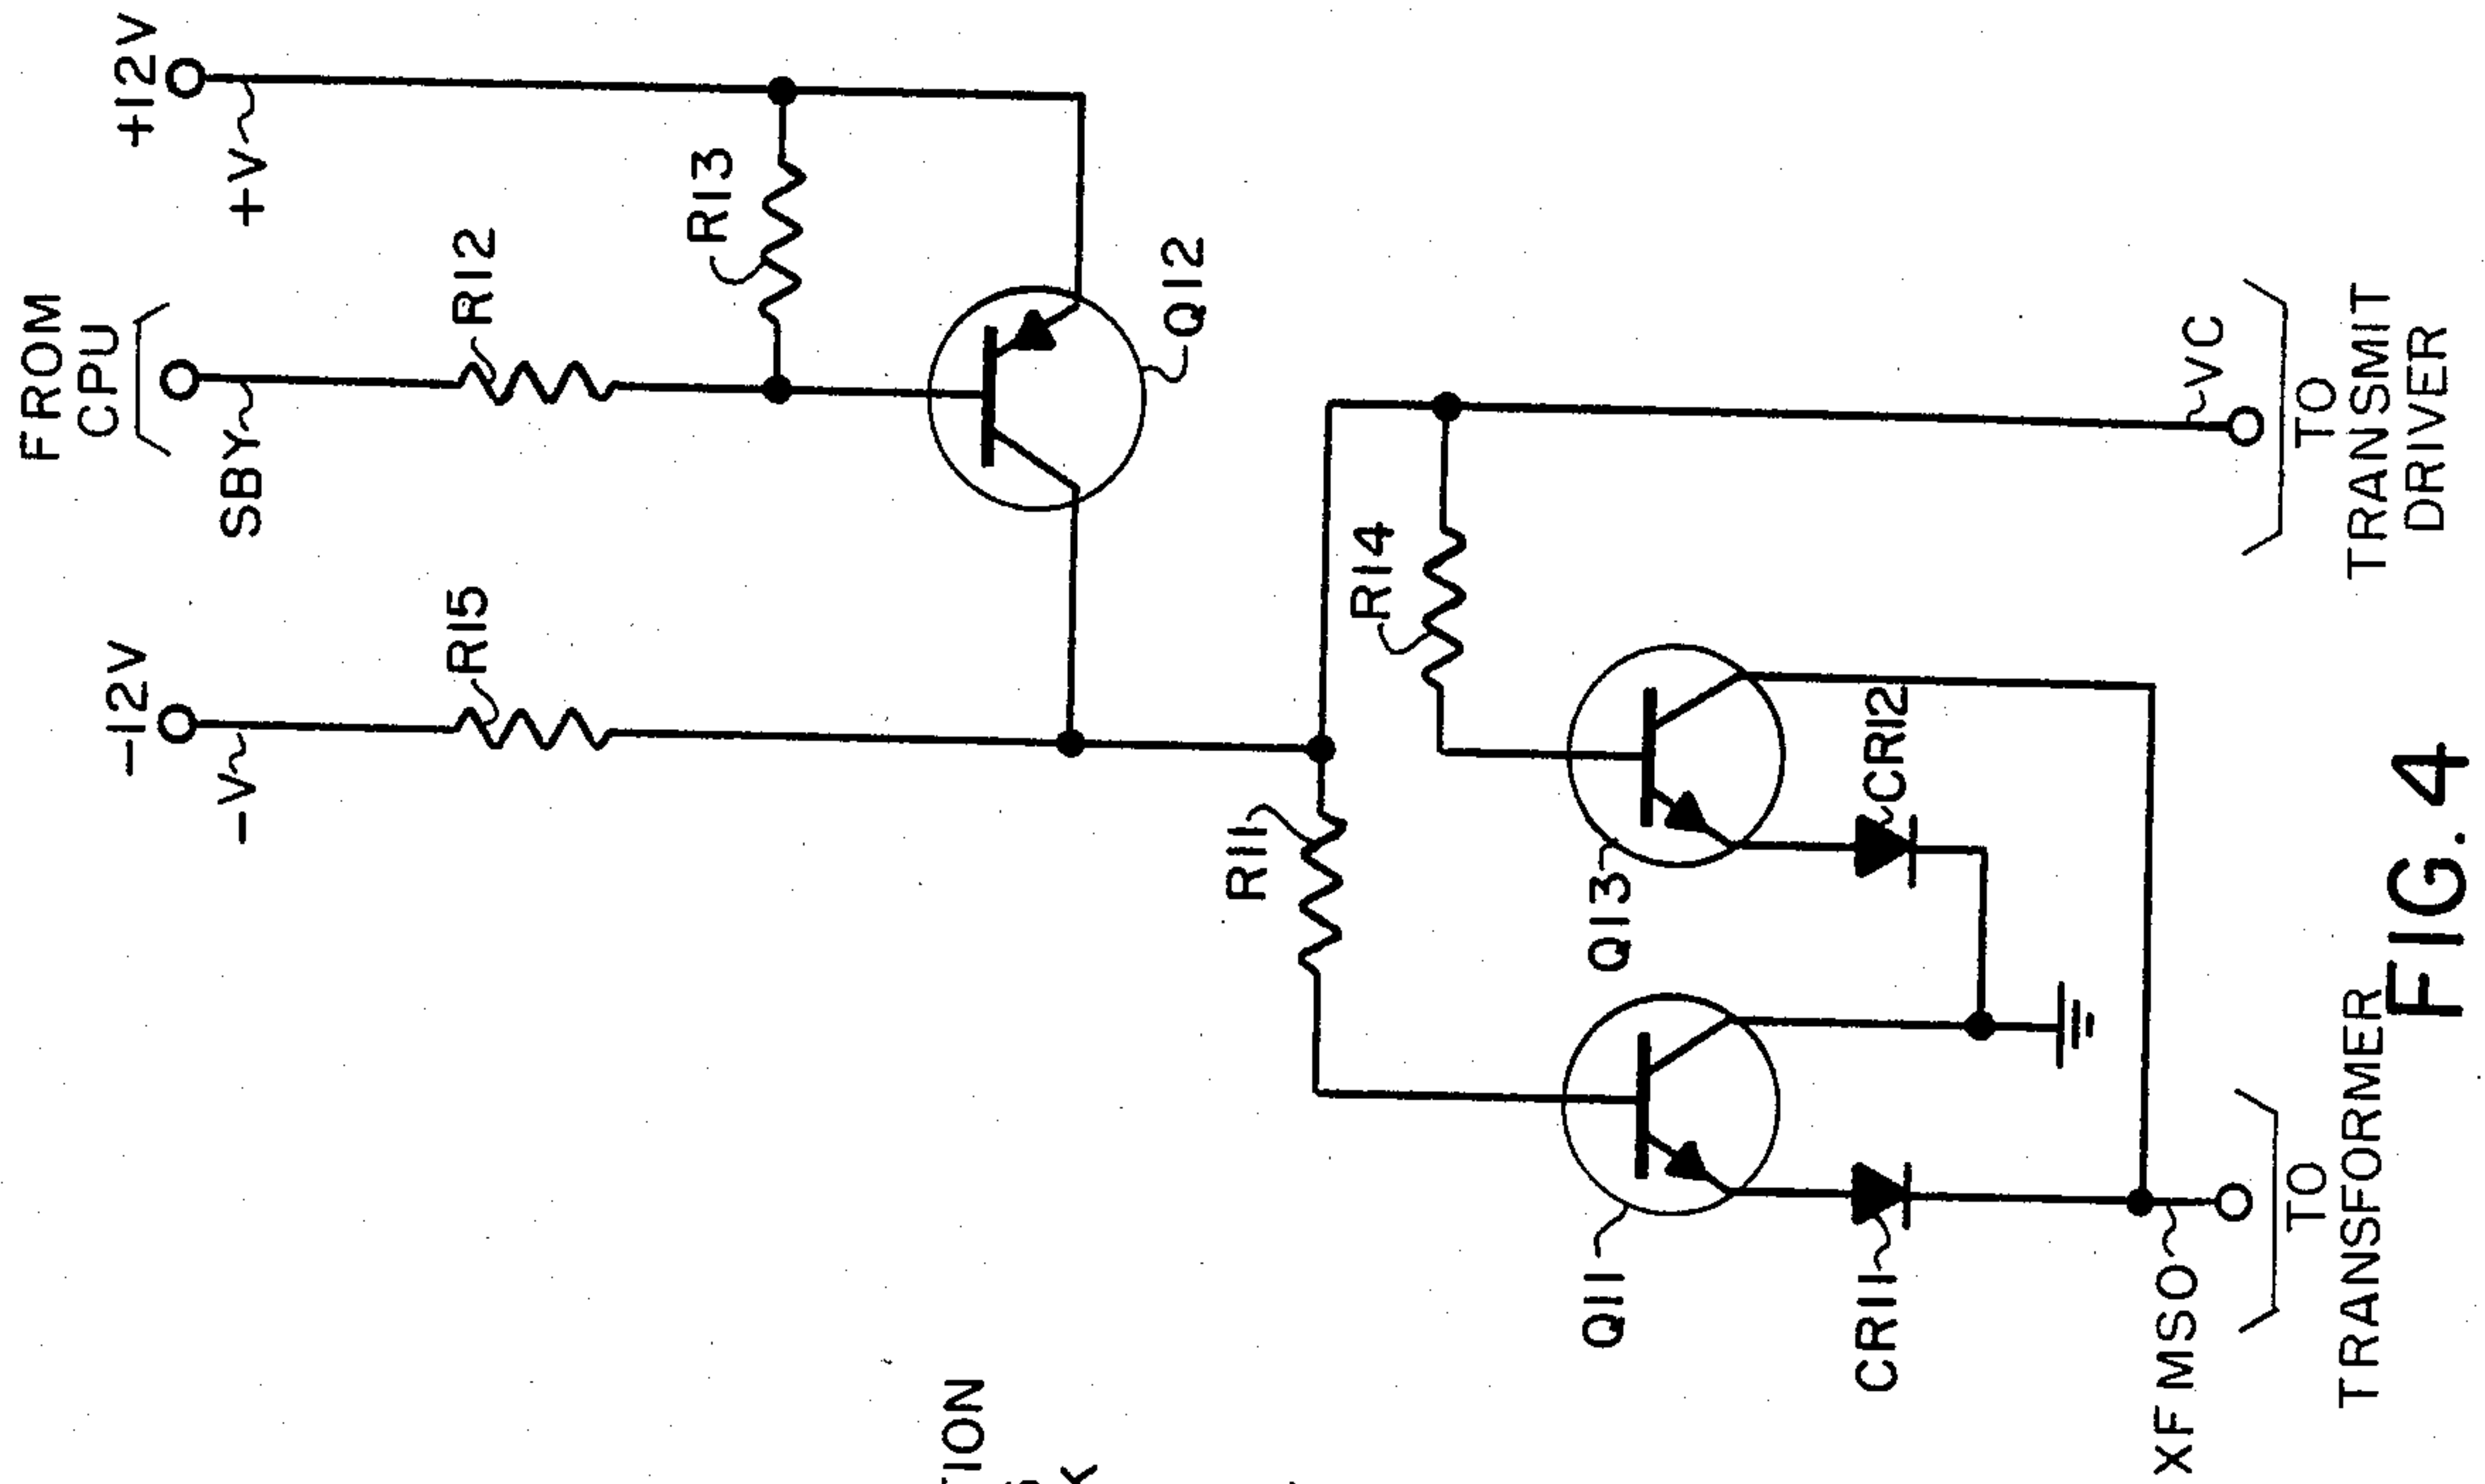 FROM
CPU
-12V
+12V
-V
SBY
+V
R15
R12
R13
Q12
R11
R14
Q11
Q13
CR11
CR12
XFMSO
VC
TO
TRANSFORMER
TO
TRANSMIT
DRIVER
FIG. 4
TION